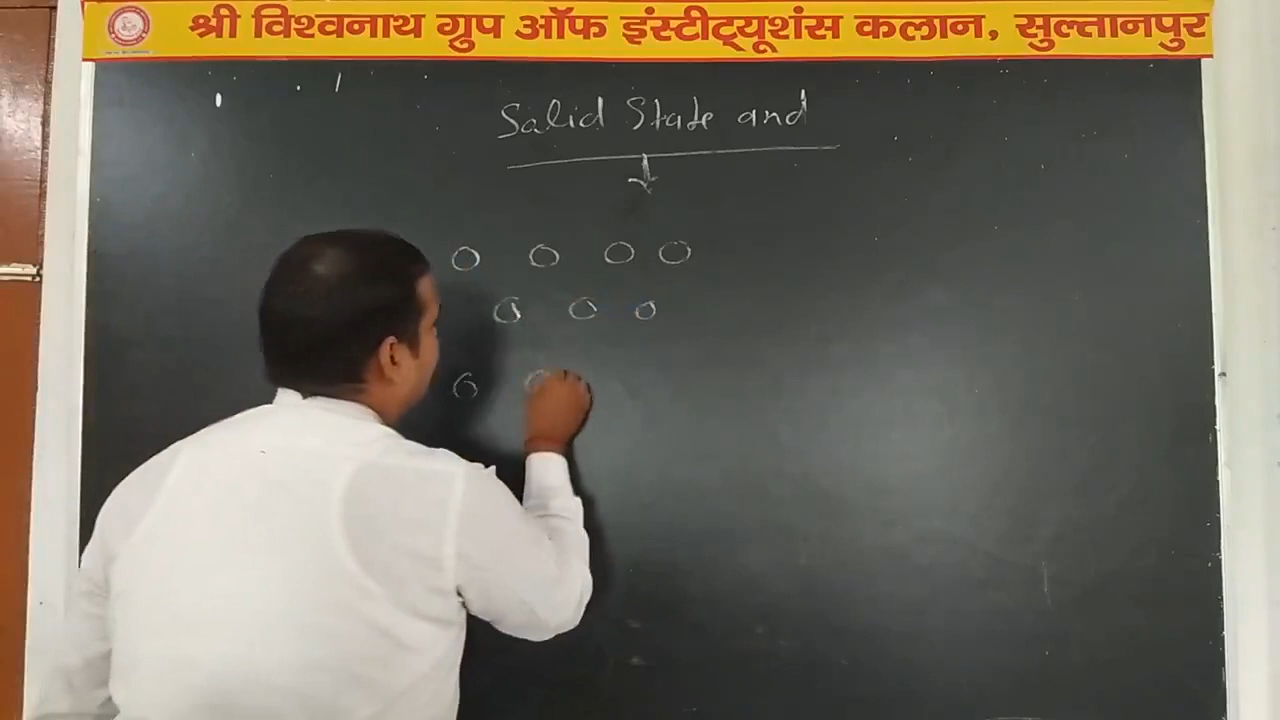 श्री विश्वनाथ ग्रुप ऑफ इंस्टीट्यूशंस कलान, सुल्तानपुर
Solid State and